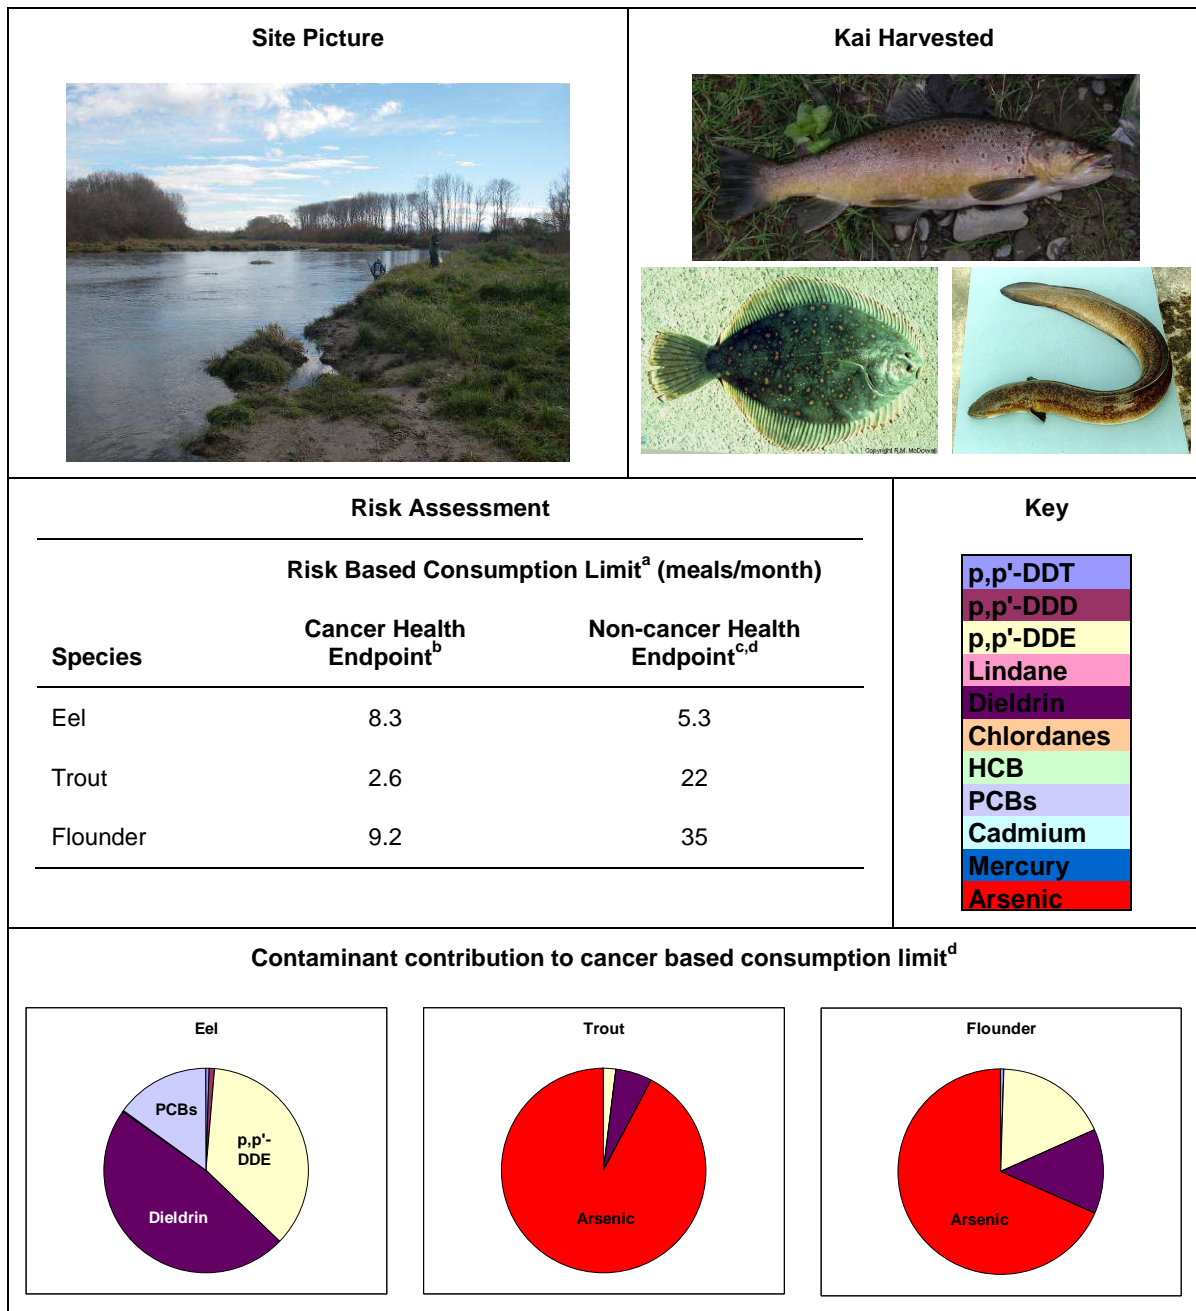 Site Picture
Kai Harvested
Copyright R.M. McDowall
Risk Assessment
Risk Based Consumption Limitᵃ (meals/month)
Species
Cancer Health
Endpointᵇ
Non-cancer Health
Endpointᶜ,ᵈ
Eel 8.3 5.3
Trout 2.6 22
Flounder 9.2 35
Key
p,p'-DDT
p,p'-DDD
p,p'-DDE
Lindane
Dieldrin
Chlordanes
HCB
PCBs
Cadmium
Mercury
Arsenic
Contaminant contribution to cancer based consumption limitᵈ
Eel
PCBs
p,p'-
DDE
Dieldrin
Trout
Arsenic
Flounder
Arsenic